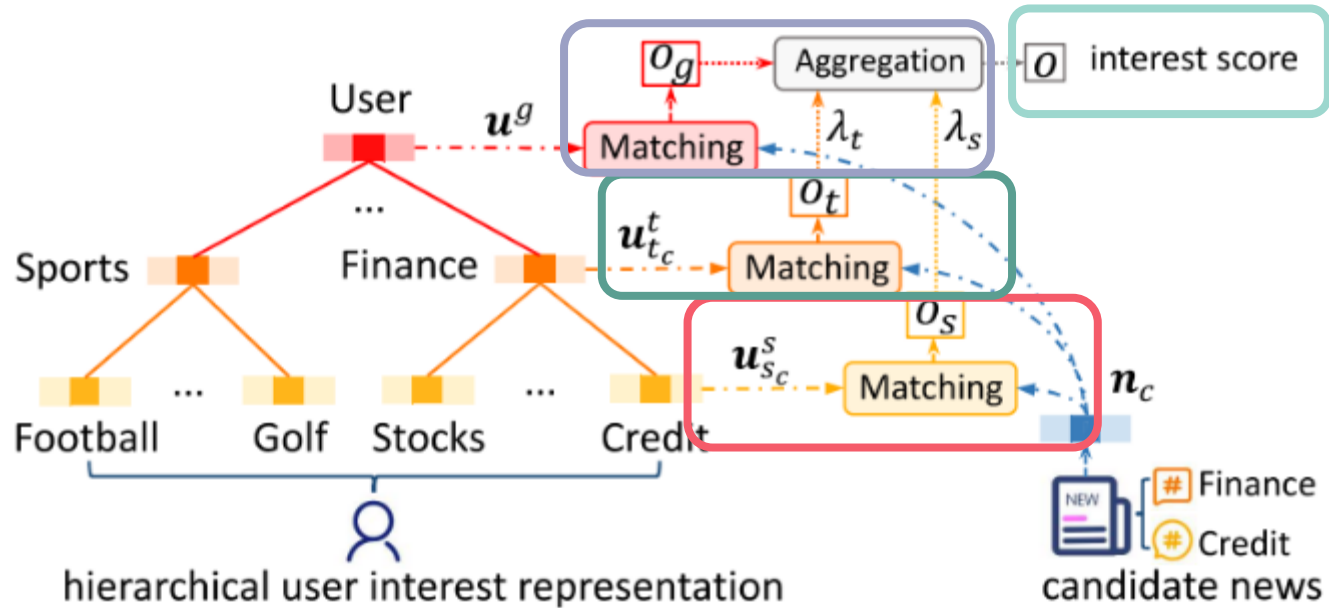 o_g
Aggregation
o
interest score
User
u^g
Matching
λ_t
λ_s
...
o_t
Sports
Finance
u^t_{t_c}
Matching
o_s
u^s_{s_c}
...
...
Matching
n_c
Football
Golf
Stocks
Credit
NEW
# Finance
# Credit
hierarchical user interest representation
candidate news